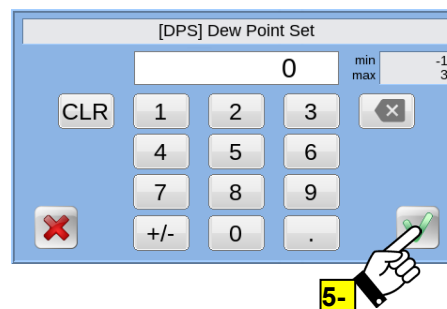 [DPS] Dew Point Set
0
min -1
max 3
CLR 1 2 3
4 5 6
7 8 9
+/- 0 .
5-